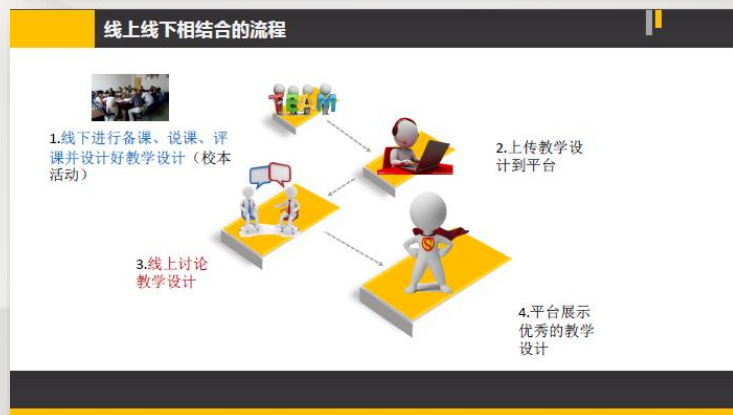 线上线下相结合的流程
TEAM
1.线下进行备课、说课、评
课并设计好教学设计（校本
活动）
2.上传教学设
计到平台
3.线上讨论
教学设计
4.平台展示
优秀的教学
设计